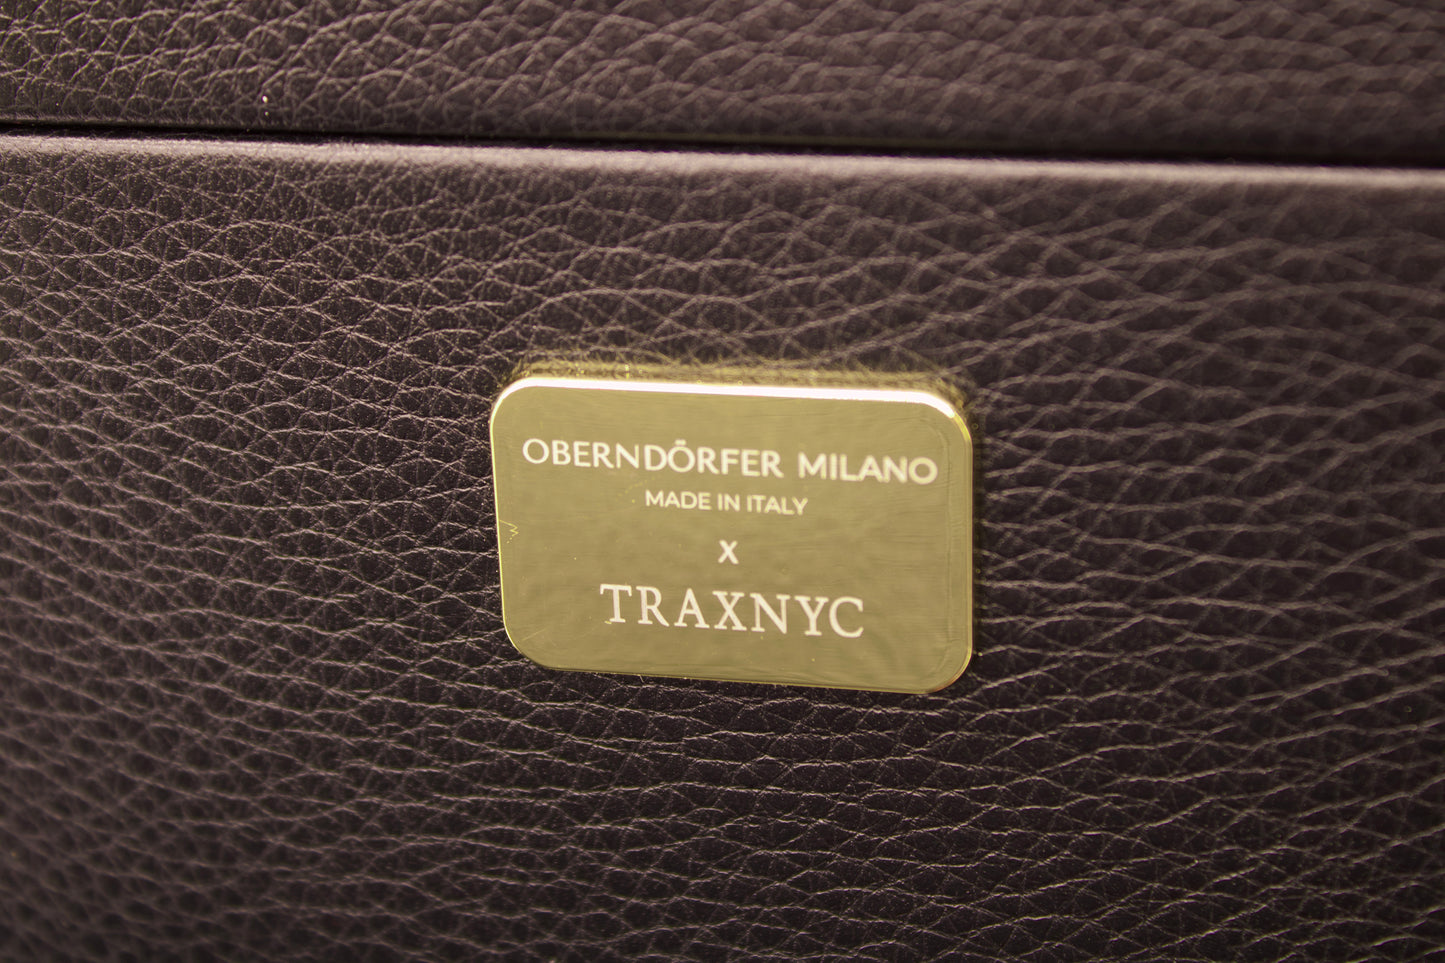 OBERNDÖRFER MILANO
MADE IN ITALY
X
TRAXNYC